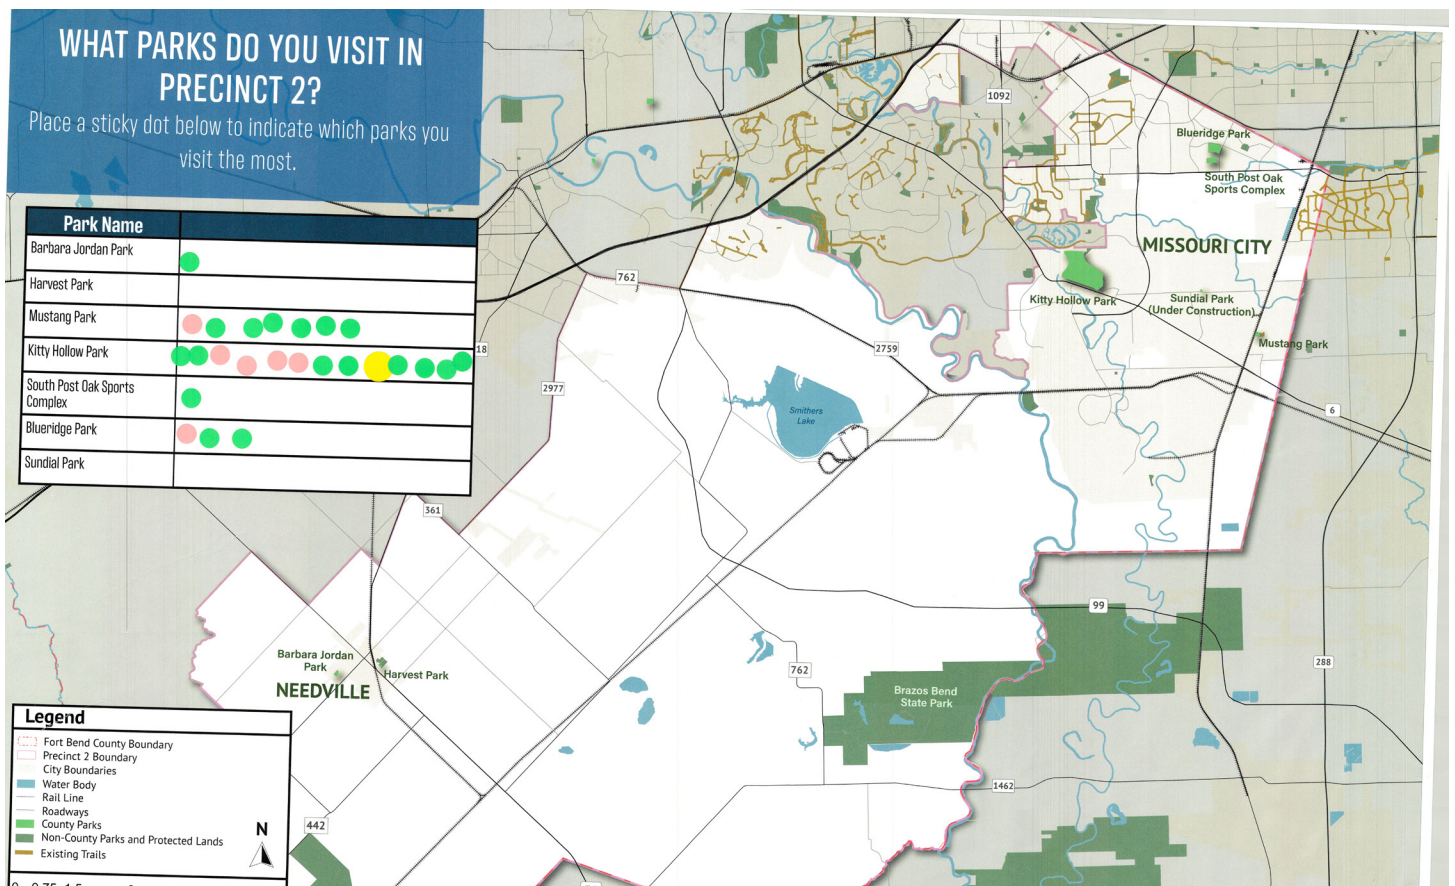 WHAT PARKS DO YOU VISIT IN
PRECINCT 2?
Place a sticky dot below to indicate which parks you
visit the most.
Park Name
Barbara Jordan Park
Harvest Park
Mustang Park
Kitty Hollow Park
South Post Oak Sports
Complex
Blueridge Park
Sundial Park
1092
Blueridge Park
South Post Oak
Sports Complex
MISSOURI CITY
762
Kitty Hollow Park
Sundial Park
(Under Construction)
Mustang Park
18
2759
2977
Smithers
Lake
6
361
99
Barbara Jordan
Park
Harvest Park
NEEDVILLE
762
288
Brazos Bend
State Park
1462
442
Legend
Fort Bend County Boundary
Precinct 2 Boundary
City Boundaries
Water Body
Rail Line
Roadways
County Parks
Non-County Parks and Protected Lands
Existing Trails
N